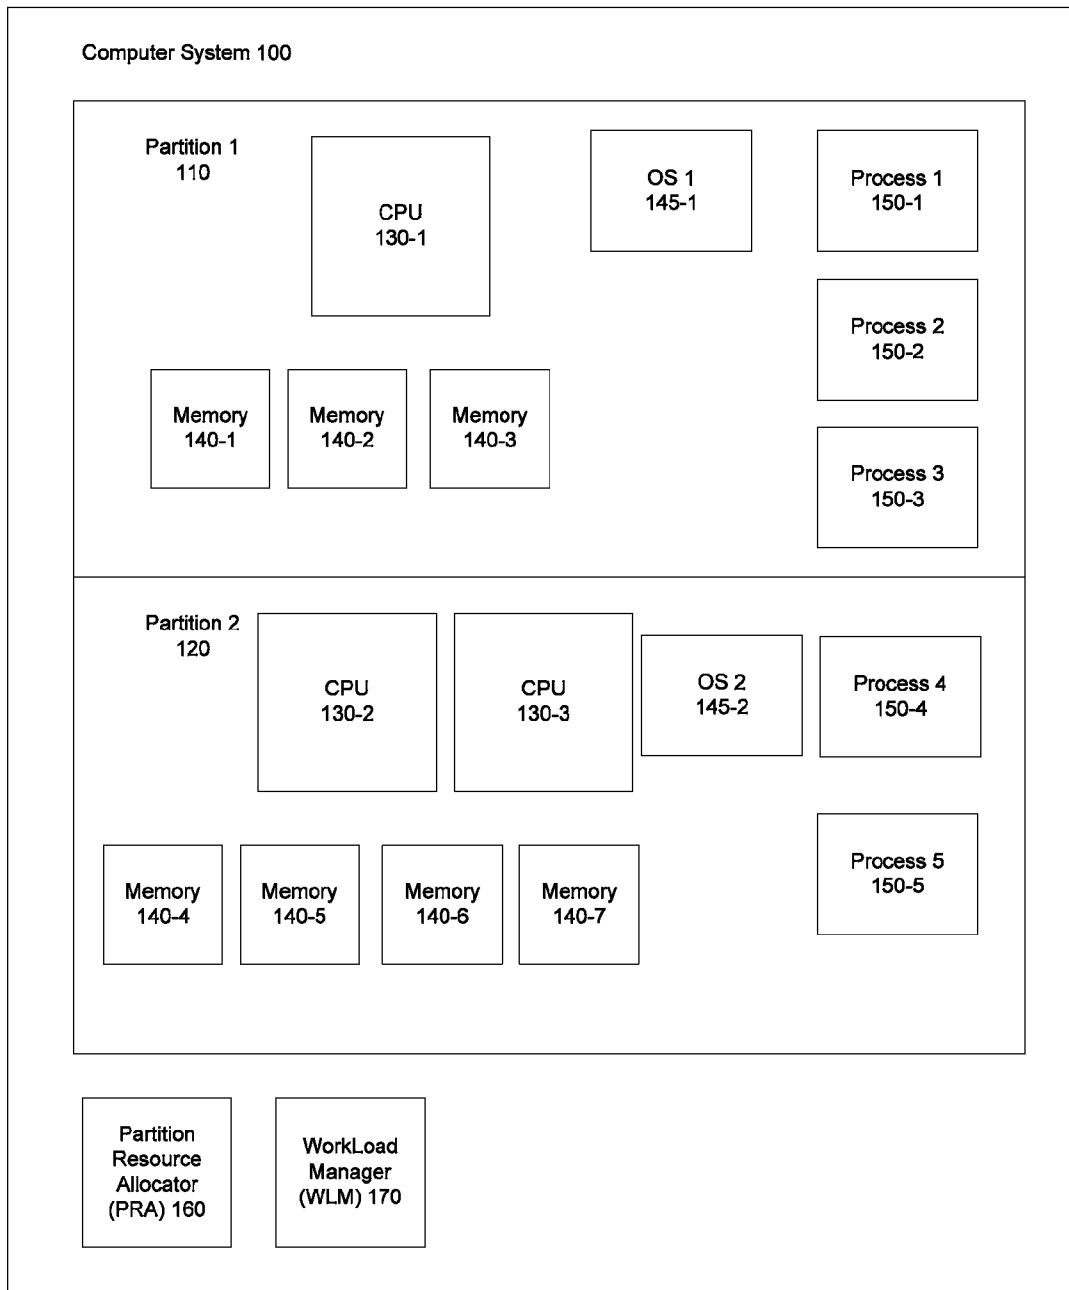 Computer System 100
Partition 1
110
CPU
130-1
OS 1
145-1
Process 1
150-1
Process 2
150-2
Memory
140-1
Memory
140-2
Memory
140-3
Process 3
150-3
Partition 2
120
CPU
130-2
CPU
130-3
OS 2
145-2
Process 4
150-4
Memory
140-4
Memory
140-5
Memory
140-6
Memory
140-7
Process 5
150-5
Partition
Resource
Allocator
(PRA) 160
WorkLoad
Manager
(WLM) 170